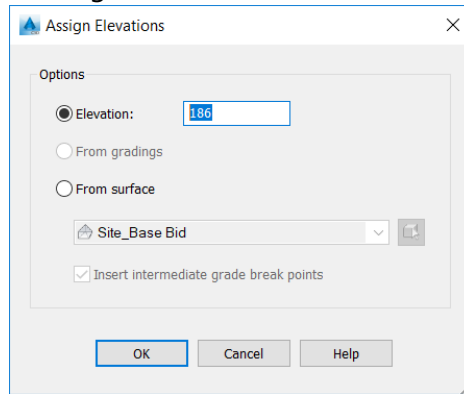 Assign Elevations
Options
Elevation: 186
From gradings
From surface
Site_Base Bid
Insert intermediate grade break points
OK Cancel Help